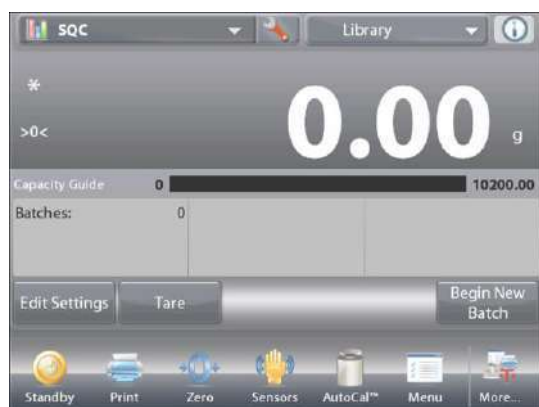 SQC
Library
*
>0<
0.00 g
Capacity Guide 0 10200.00
Batches: 0
Edit Settings
Tare
Begin New
Batch
Standby
Print
Zero
Sensors
AutoCal™
Menu
More...